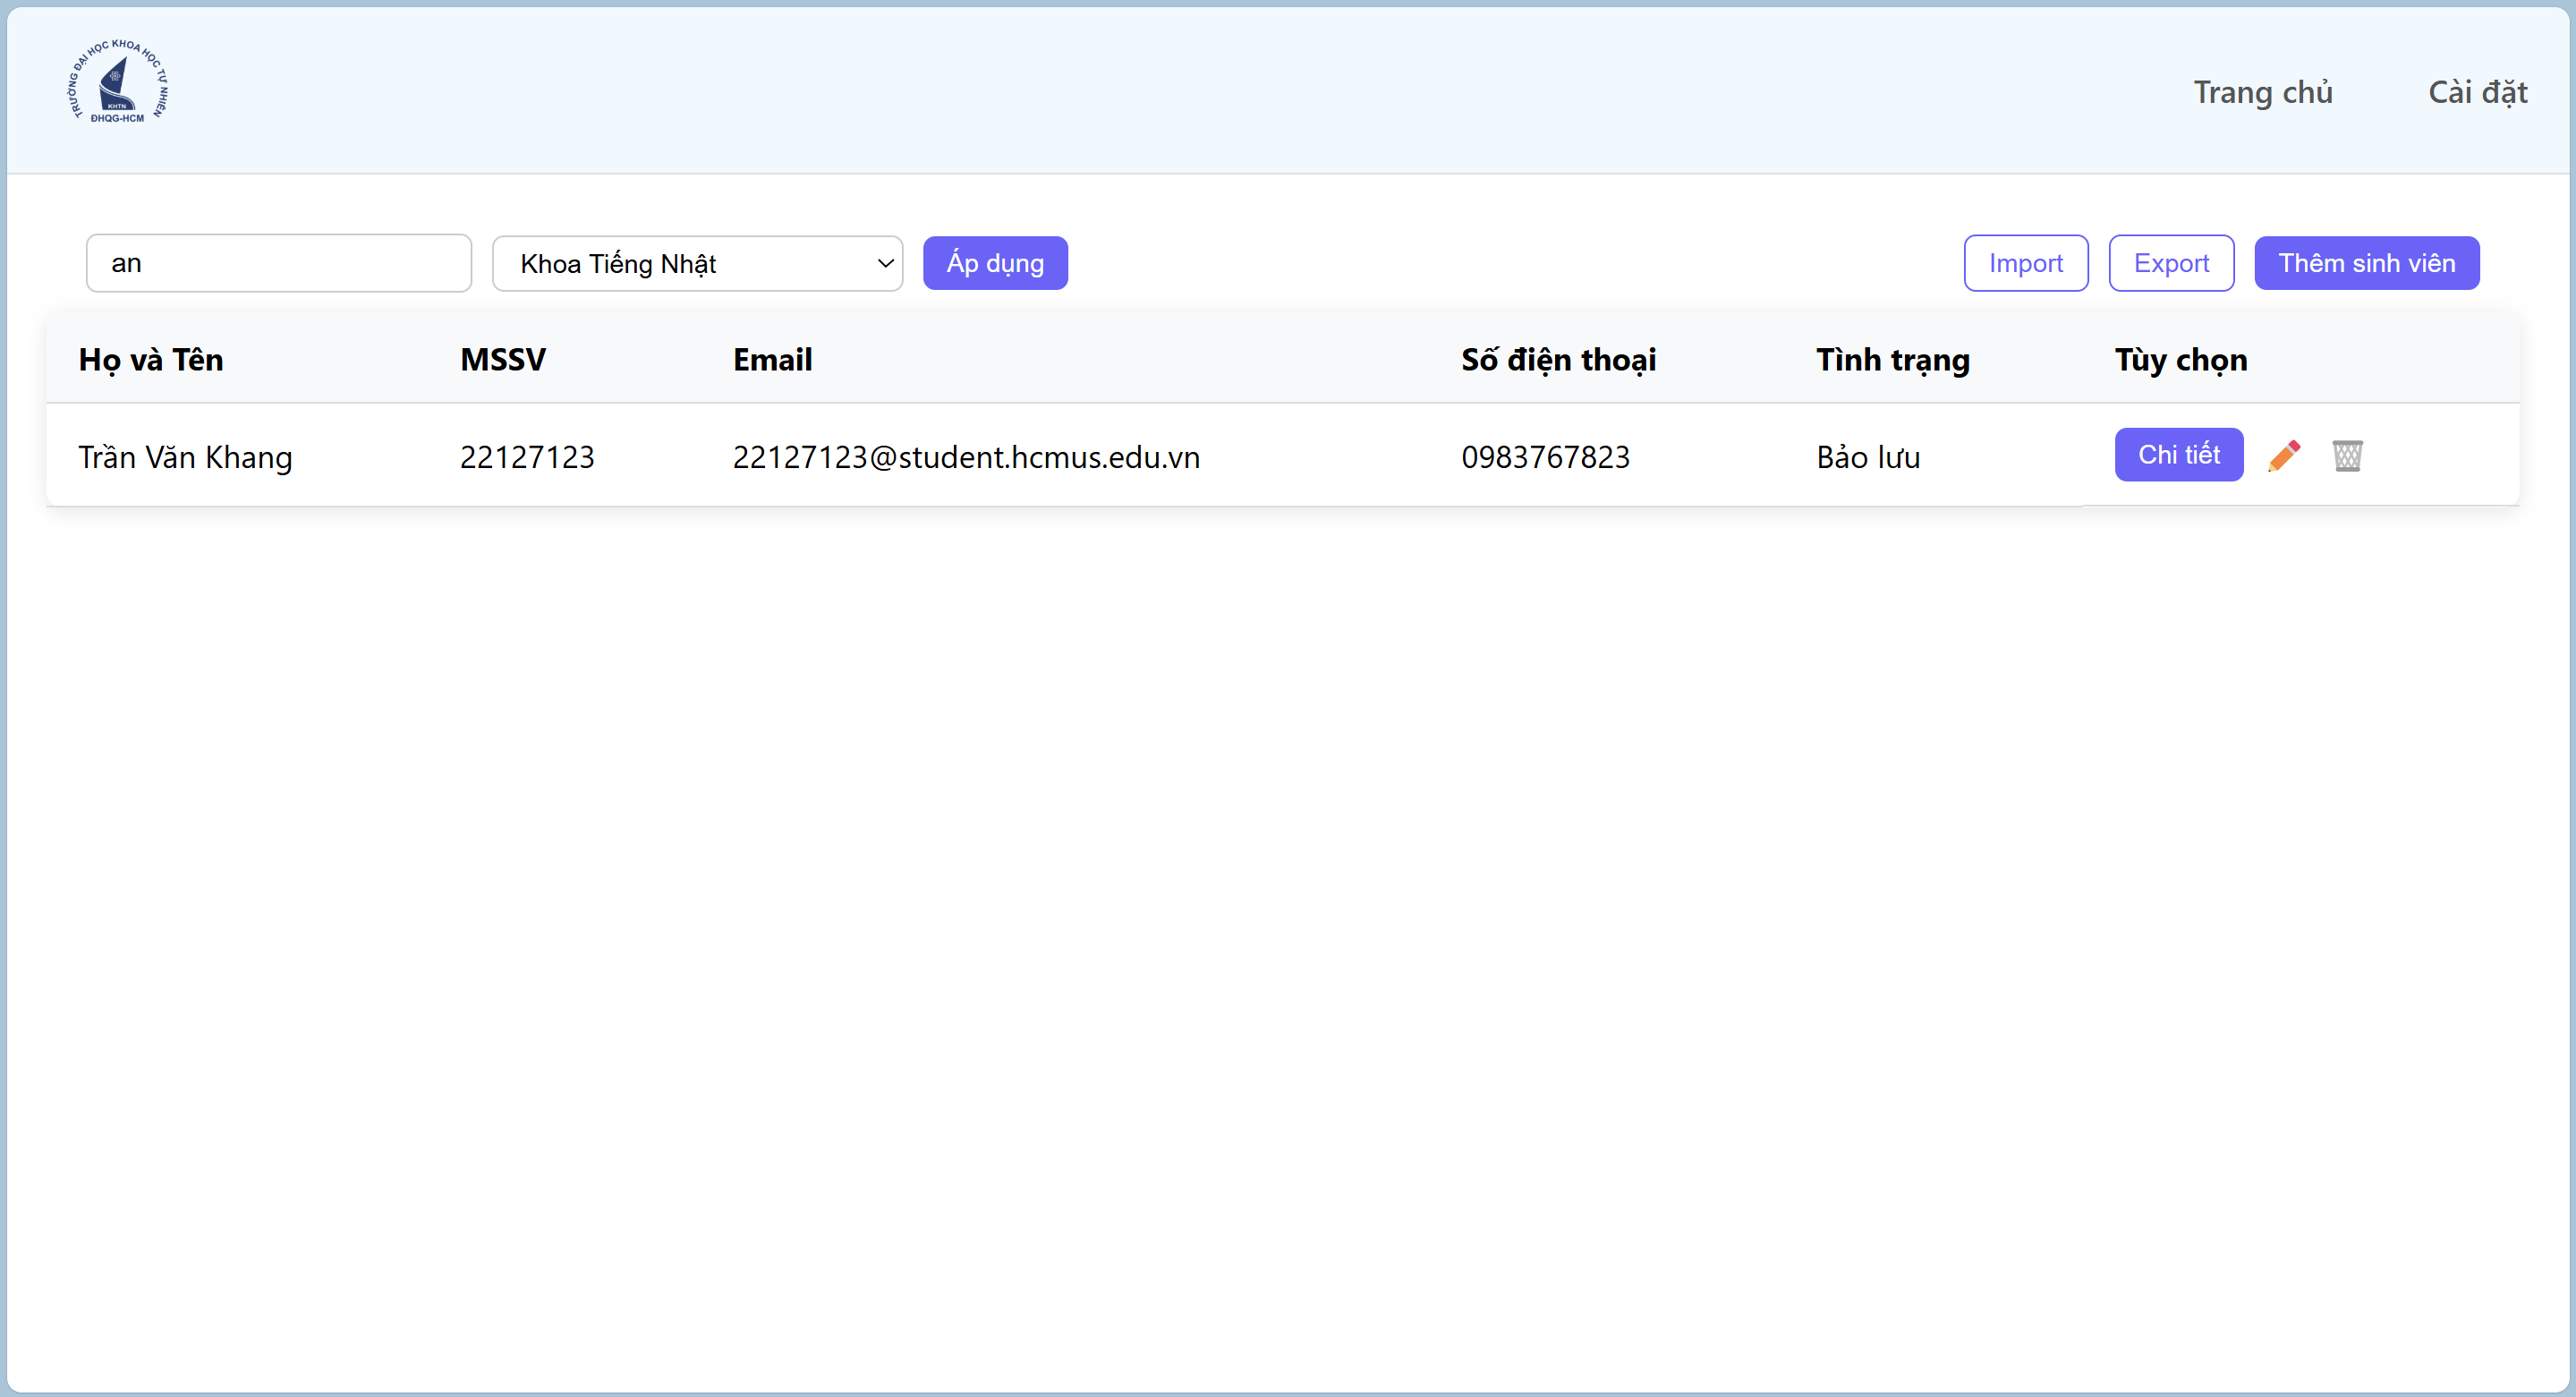 TRƯỜNG ĐẠI HỌC KHOA HỌC TỰ NHIÊN
KHTN
ĐHQG-HCM
Trang chủ Cài đặt
an Khoa Tiếng Nhật Áp dụng Import Export Thêm sinh viên
Họ và Tên MSSV Email Số điện thoại Tình trạng Tùy chọn
Trần Văn Khang 22127123 22127123@student.hcmus.edu.vn 0983767823 Bảo lưu Chi tiết